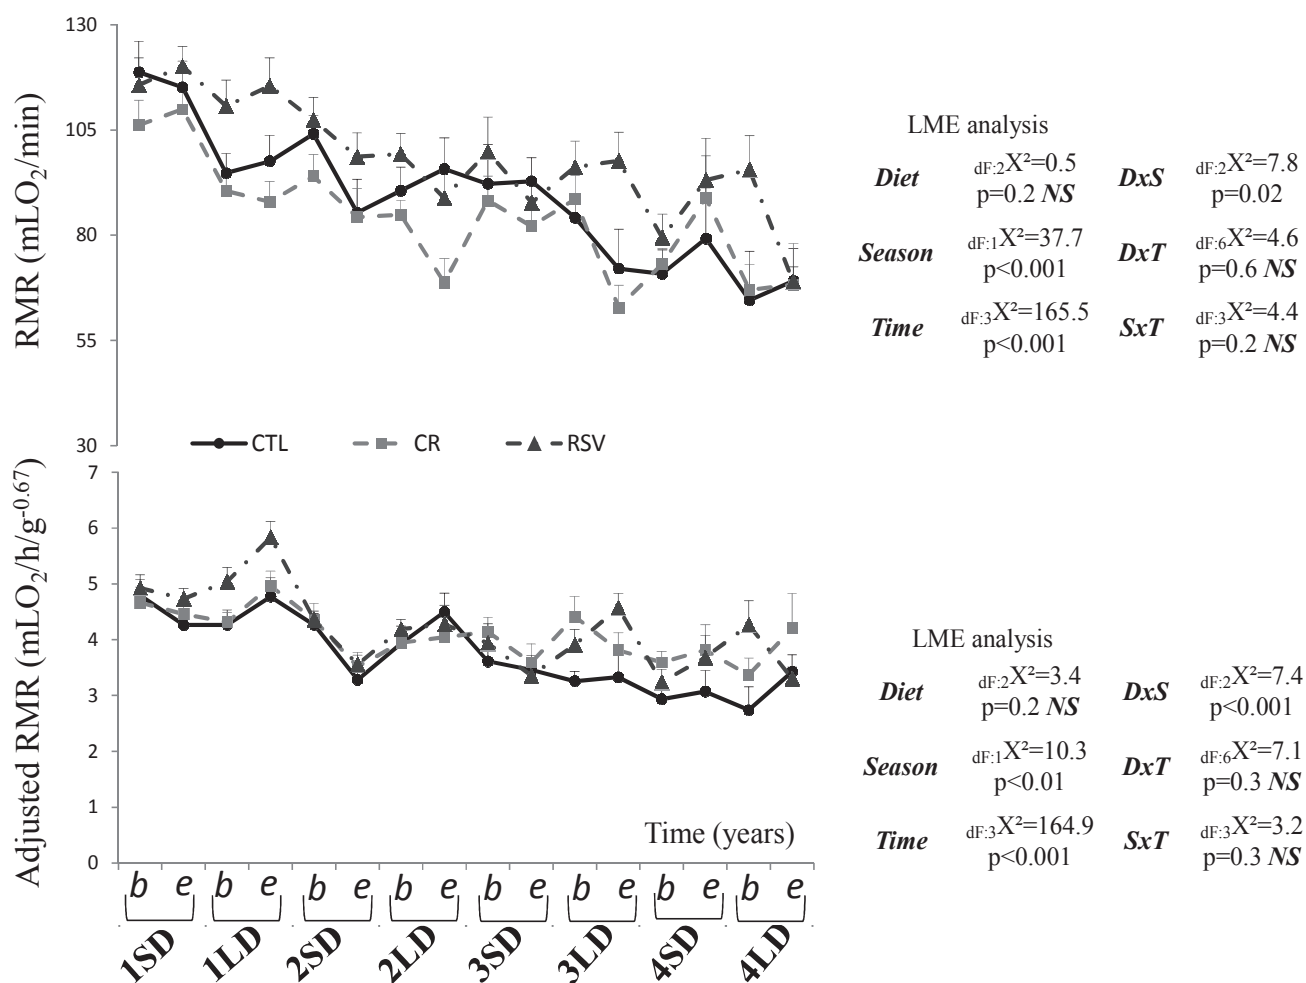 RMR (mLO₂/min)
130
105
80
55
30
CTL CR RSV
LME analysis
Diet dF:2X²=0.5 DxS dF:2X²=7.8
p=0.2 NS p=0.02
Season dF:1X²=37.7 DxT dF:6X²=4.6
p<0.001 p=0.6 NS
Time dF:3X²=165.5 SxT dF:3X²=4.4
p<0.001 p=0.2 NS
Adjusted RMR (mLO₂/h/g⁻⁰·⁶⁷)
7
6
5
4
3
2
1
0
Time (years)
b e b e b e b e b e b e b e b e
1SD 1LD 2SD 2LD 3SD 3LD 4SD 4LD
LME analysis
Diet dF:2X²=3.4 DxS dF:2X²=7.4
p=0.2 NS p<0.001
Season dF:1X²=10.3 DxT dF:6X²=7.1
p<0.01 p=0.3 NS
Time dF:3X²=164.9 SxT dF:3X²=3.2
p<0.001 p=0.3 NS